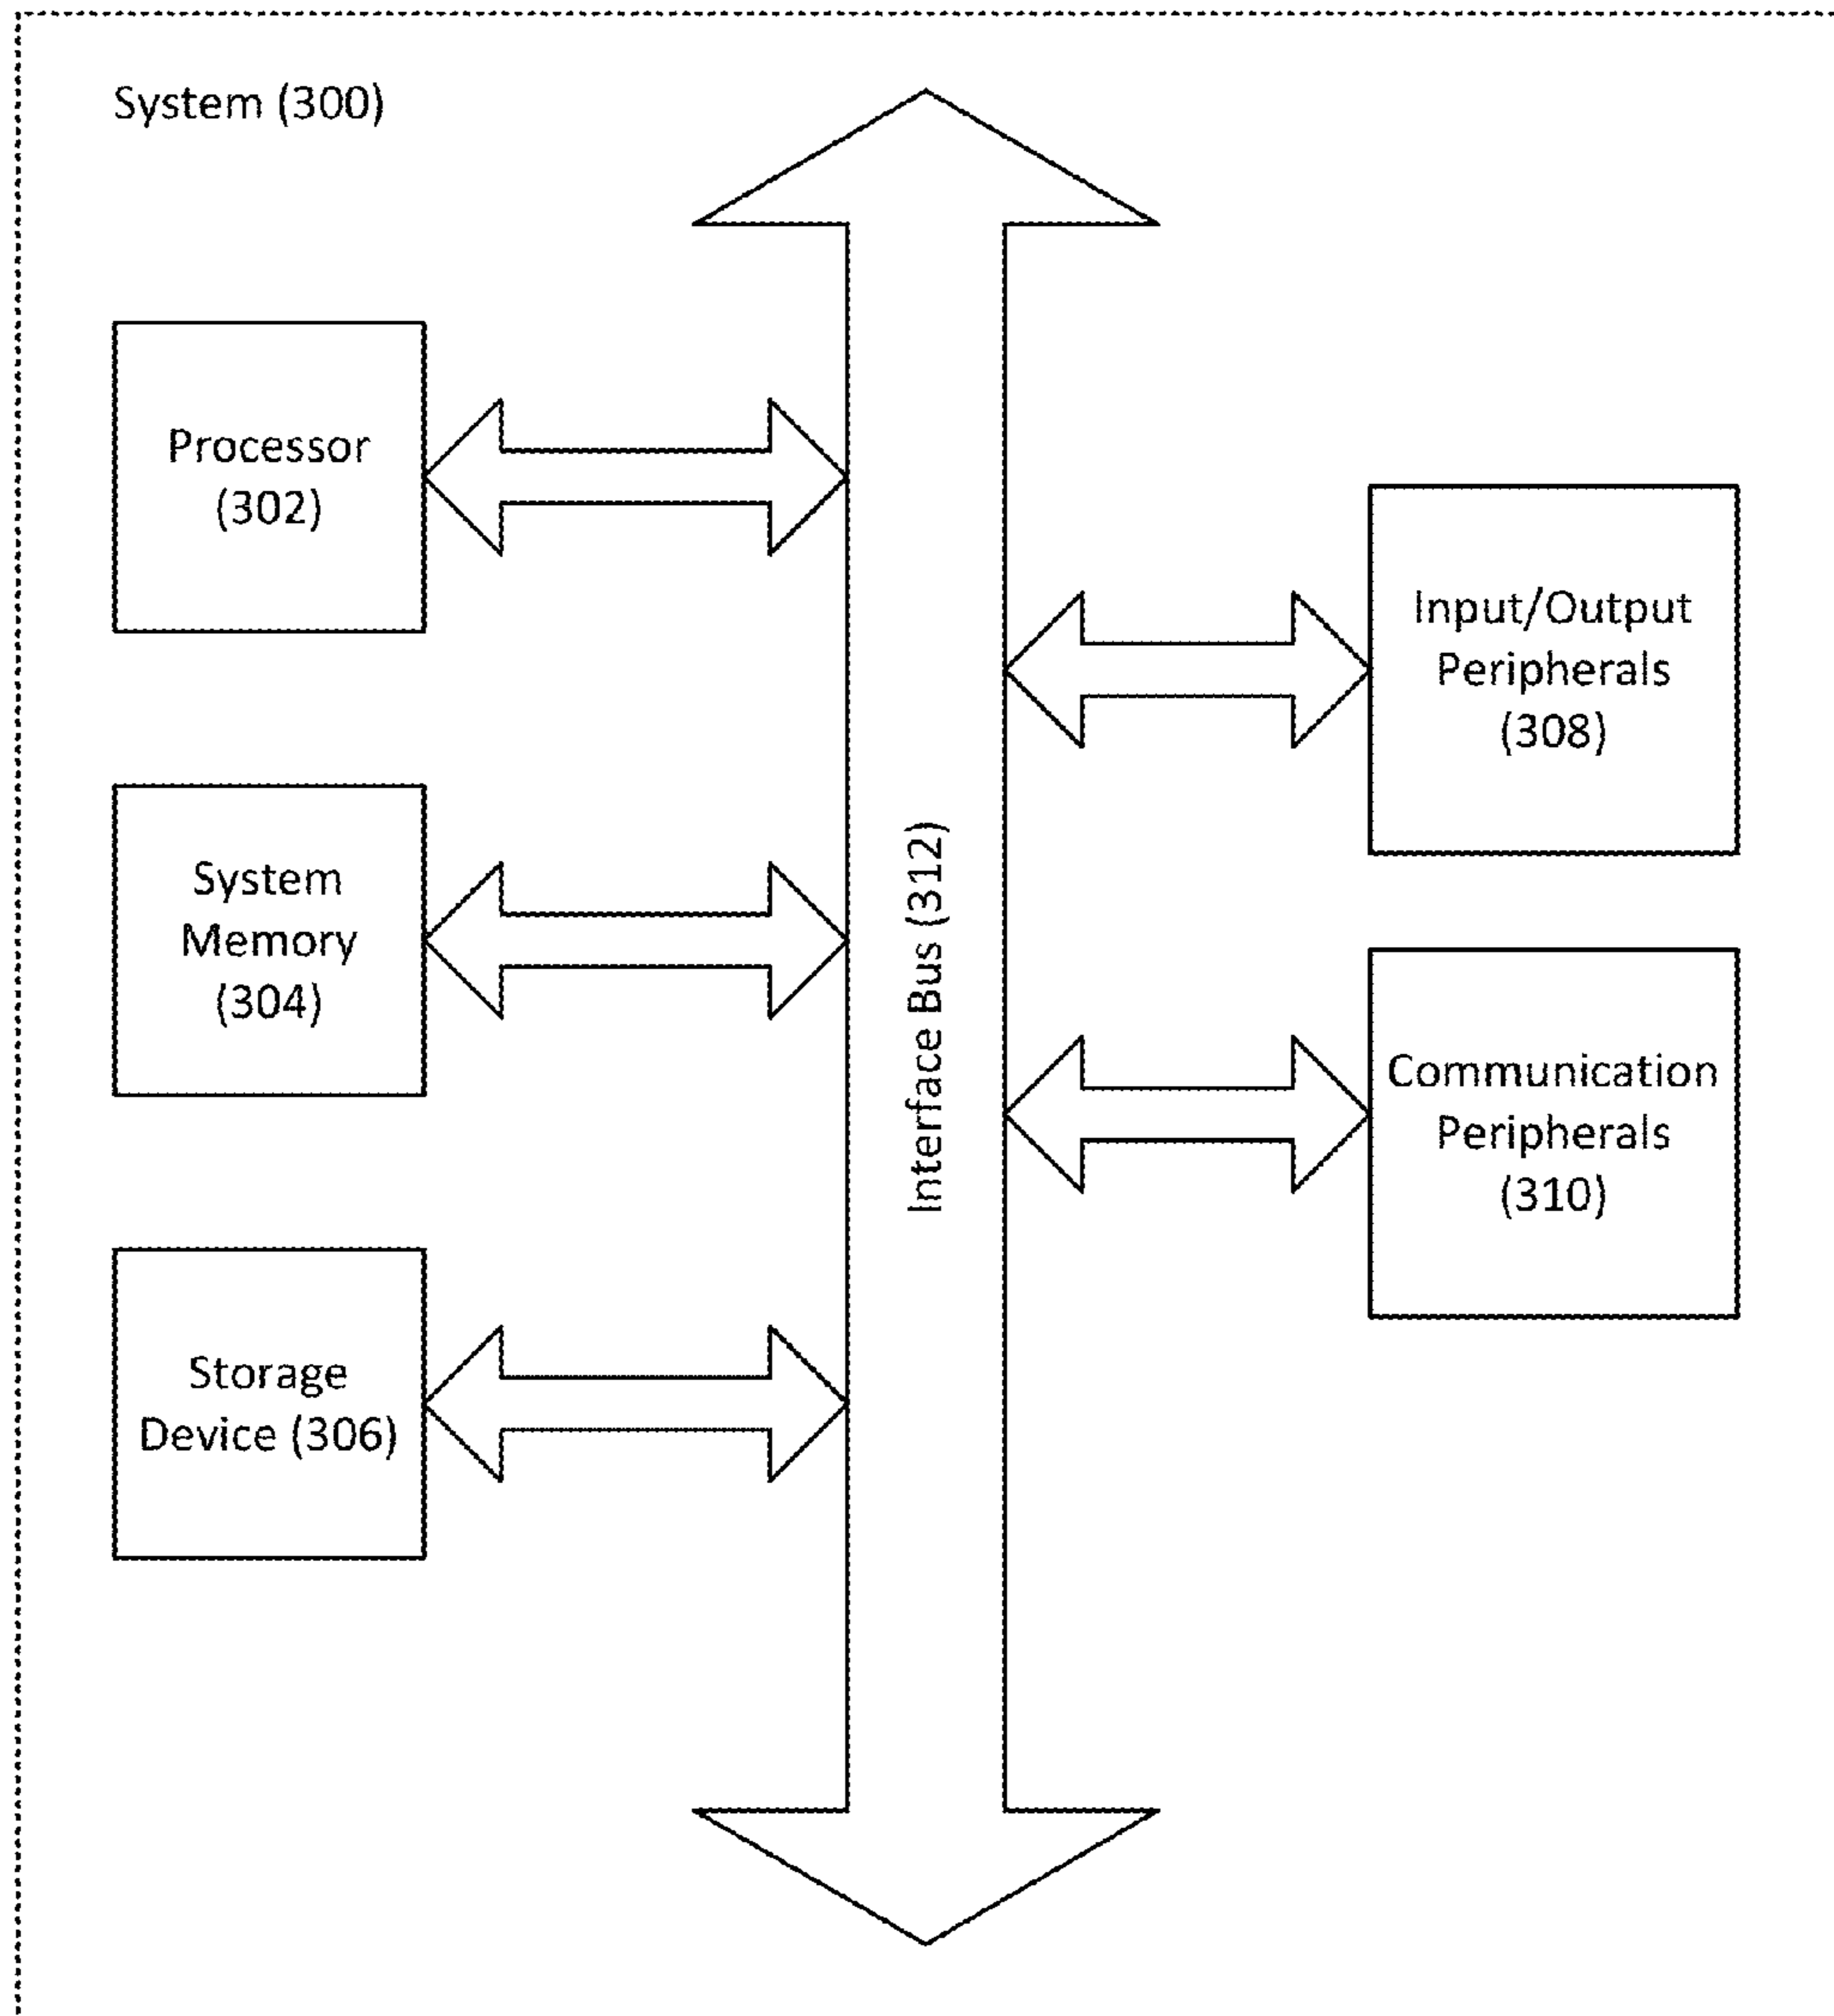 System (300)
Processor
(302)
System
Memory
(304)
Storage
Device (306)
Interface Bus (312)
Input/Output
Peripherals
(308)
Communication
Peripherals
(310)